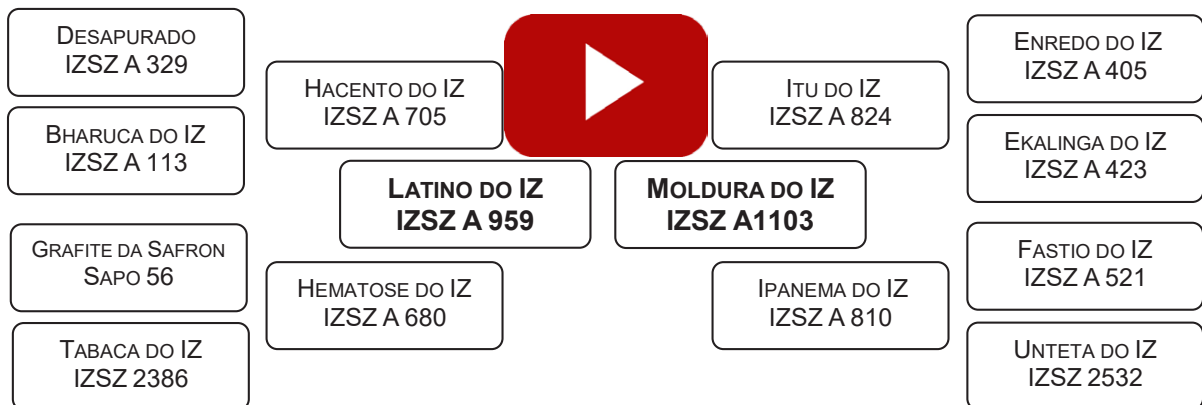 DESAPURADO
IZSZ A 329
BHARUCA DO IZ
IZSZ A 113
GRAFITE DA SAFRON
SAPO 56
TABACA DO IZ
IZSZ 2386
HACENTO DO IZ
IZSZ A 705
HEMATOSE DO IZ
IZSZ A 680
LATINO DO IZ
IZSZ A 959
MOLDURA DO IZ
IZSZ A1103
ITU DO IZ
IZSZ A 824
IPANEMA DO IZ
IZSZ A 810
ENREDO DO IZ
IZSZ A 405
EKALINGA DO IZ
IZSZ A 423
FASTIO DO IZ
IZSZ A 521
UNTETA DO IZ
IZSZ 2532